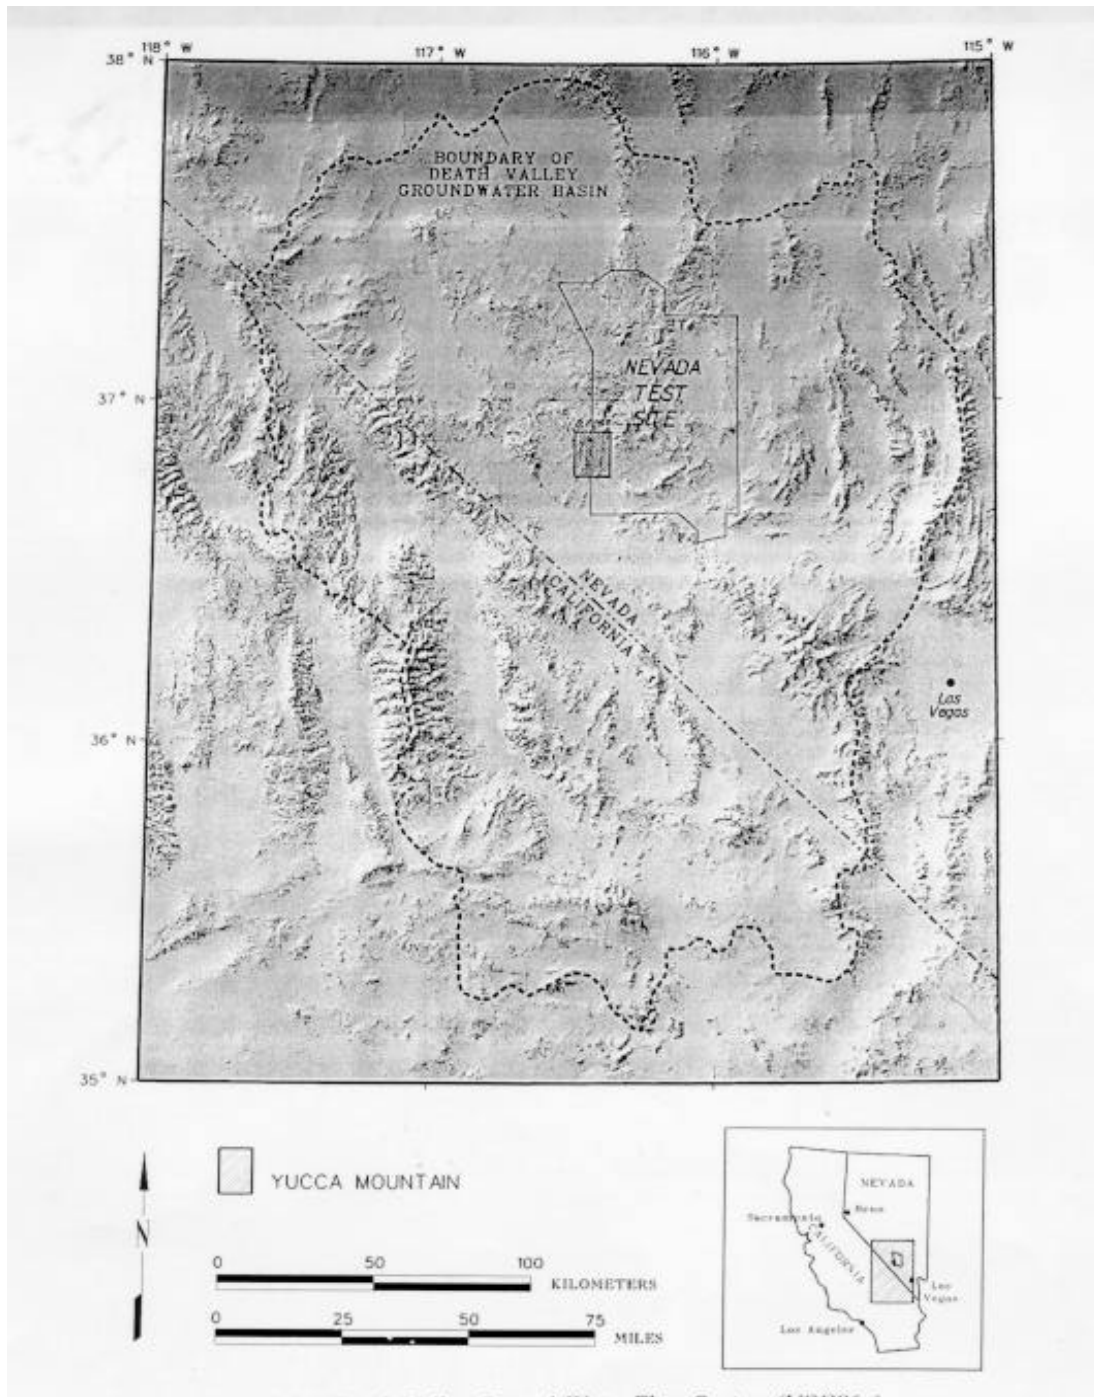 118° W
117° W
116° W
115° W
38° N
BOUNDARY OF
DEATH VALLEY
GROUNDWATER BASIN
NEVADA
TEST
SITE
37° N
NEVADA
CALIFORNIA
Las
Vegas
36° N
35° N
YUCCA MOUNTAIN
N
0 50 100
KILOMETERS
0 25 50 75
MILES
NEVADA
Reno
Sacramento
CALIFORNIA
Las
Vegas
Los Angeles